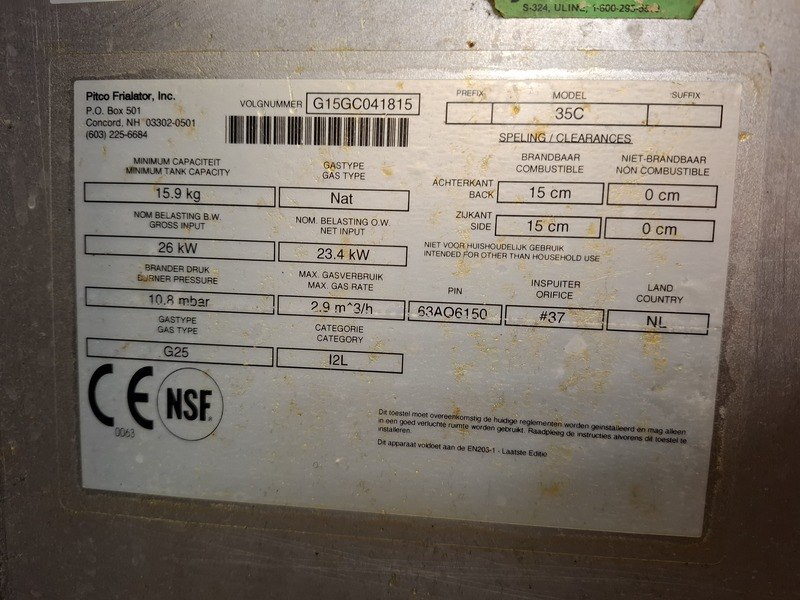 S-324, ULINE, 1-800-295-5510
Pitco Frialator, Inc.
P.O. Box 501
Concord. NH 03302-0501
(603) 225-6684
VOLGNUMMER G15GC041815
PREFIX MODEL SUFFIX
35C
SPELING / CLEARANCES
MINIMUM CAPACITEIT
MINIMUM TANK CAPACITY
15.9 kg
GASTYPE
GAS TYPE
Nat
BRANDBAAR
COMBUSTIBLE
NIET-BRANDBAAR
NON COMBUSTIBLE
ACHTERKANT
BACK
15 cm
0 cm
ZIJKANT
SIDE
15 cm
0 cm
NOM BELASTING B.W.
GROSS INPUT
26 kW
NOM. BELASTING O.W.
NET INPUT
23.4 kW
NIET VOOR HUISHOUDELIJK GEBRUIK
INTENDED FOR OTHER THAN HOUSEHOLD USE
BRANDER DRUK
BURNER PRESSURE
10.8 mbar
MAX. GASVERBRUIK
MAX. GAS RATE
2.9 m^3/h
PIN
63AQ6150
INSPUITER
ORIFICE
#37
LAND
COUNTRY
NL
GASTYPE
GAS TYPE
G25
CATEGORIE
CATEGORY
I2L
CE
0063
NSF
Dit toestel moet overeenkomstig de huidige reglementen worden geinstalleerd en mag alleen
in een goed verluchte ruimte worden gebruikt. Raadpleeg de instructies alvorens dit toestel te
installeren.
Dit apparaat voldoet aan de EN203-1 - Laatste Editie